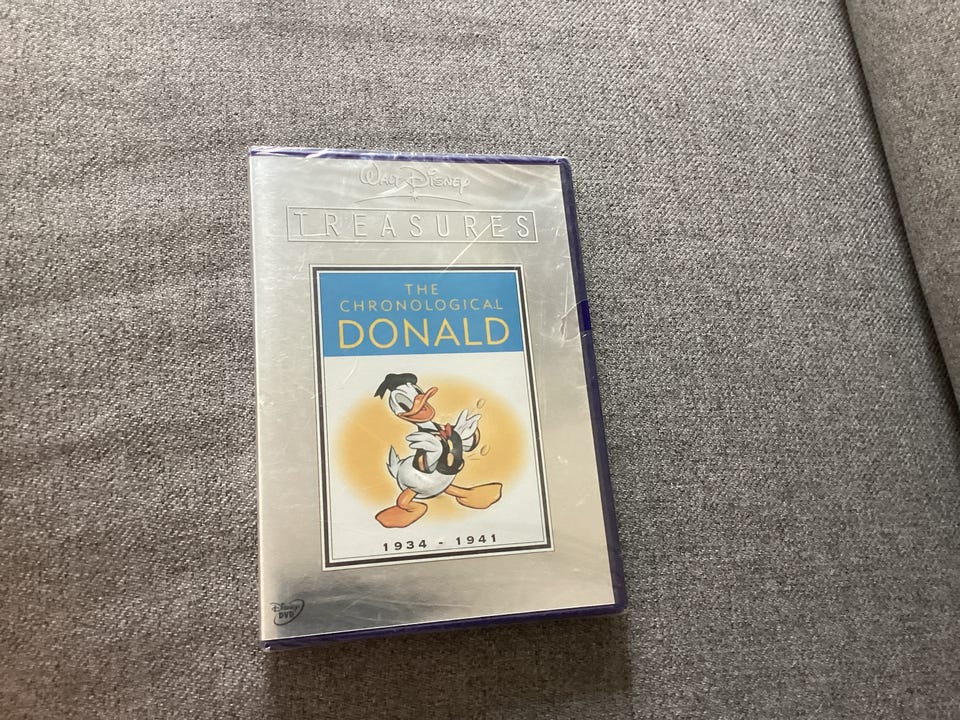 WALT DISNEY
TREASURES
THE
CHRONOLOGICAL
DONALD
1934 - 1941
Disney
DVD